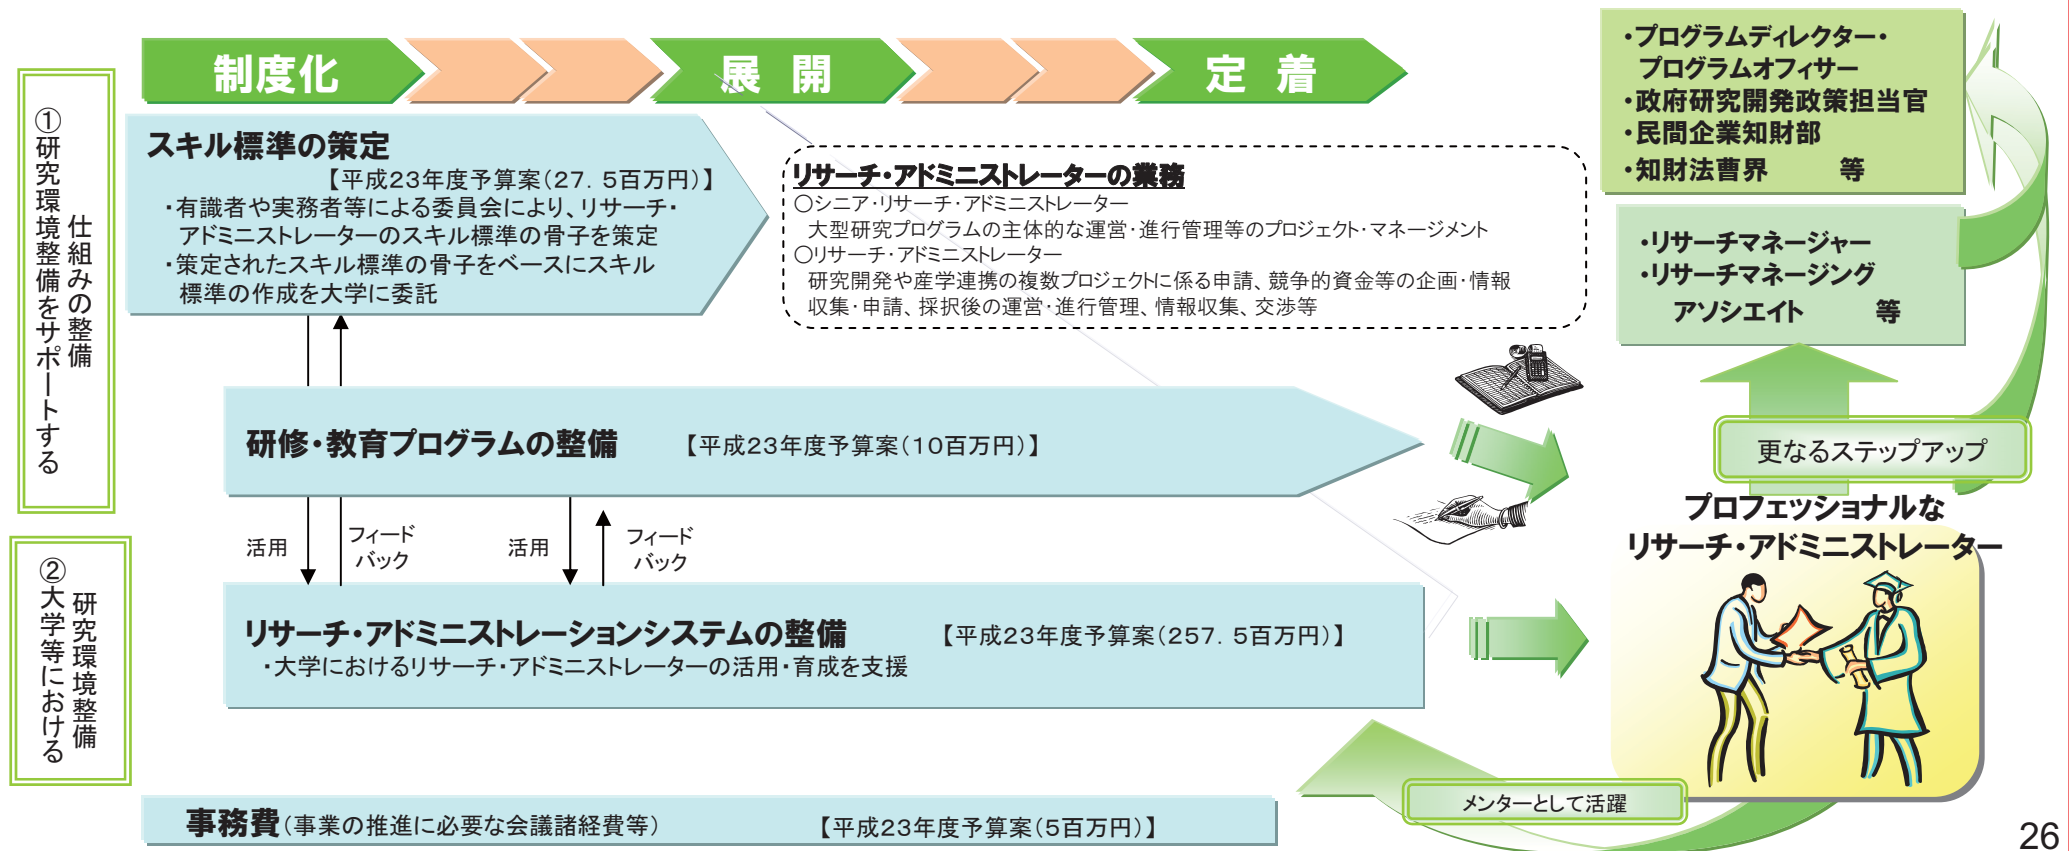 制度化
展 開
定 着
①研究環境整備をサポートする
仕組みの整備
スキル標準の策定
【平成23年度予算案(27.5百万円)】
・有識者や実務者等による委員会により、リサーチ・
アドミニストレーターのスキル標準の骨子を策定
・策定されたスキル標準の骨子をベースにスキル
標準の作成を大学に委託
リサーチ・アドミニストレーターの業務
○シニア・リサーチ・アドミニストレーター
大型研究プログラムの主体的な運営・進行管理等のプロジェクト・マネージメント
○リサーチ・アドミニストレーター
研究開発や産学連携の複数プロジェクトに係る申請、競争的資金等の企画・情報
収集・申請、採択後の運営・進行管理、情報収集、交渉等
・プログラムディレクター・
プログラムオフィサー
・政府研究開発政策担当官
・民間企業知財部
・知財法曹界 等
・リサーチマネージャー
・リサーチマネージング
アソシエイト 等
更なるステップアップ
プロフェッショナルな
リサーチ・アドミニストレーター
研修・教育プログラムの整備 【平成23年度予算案(10百万円)】
活用
フィード
バック
活用
フィード
バック
②大学等における
研究環境整備
リサーチ・アドミニストレーションシステムの整備 【平成23年度予算案(257.5百万円)】
・大学におけるリサーチ・アドミニストレーターの活用・育成を支援
メンターとして活躍
事務費(事業の推進に必要な会議諸経費等) 【平成23年度予算案(5百万円)】
26